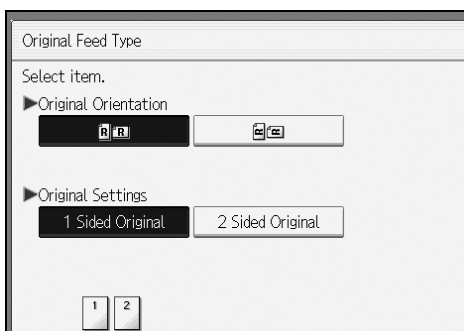 Original Feed Type
Select item.
▶Original Orientation
R R R R
▶Original Settings
1 Sided Original 2 Sided Original
1 2